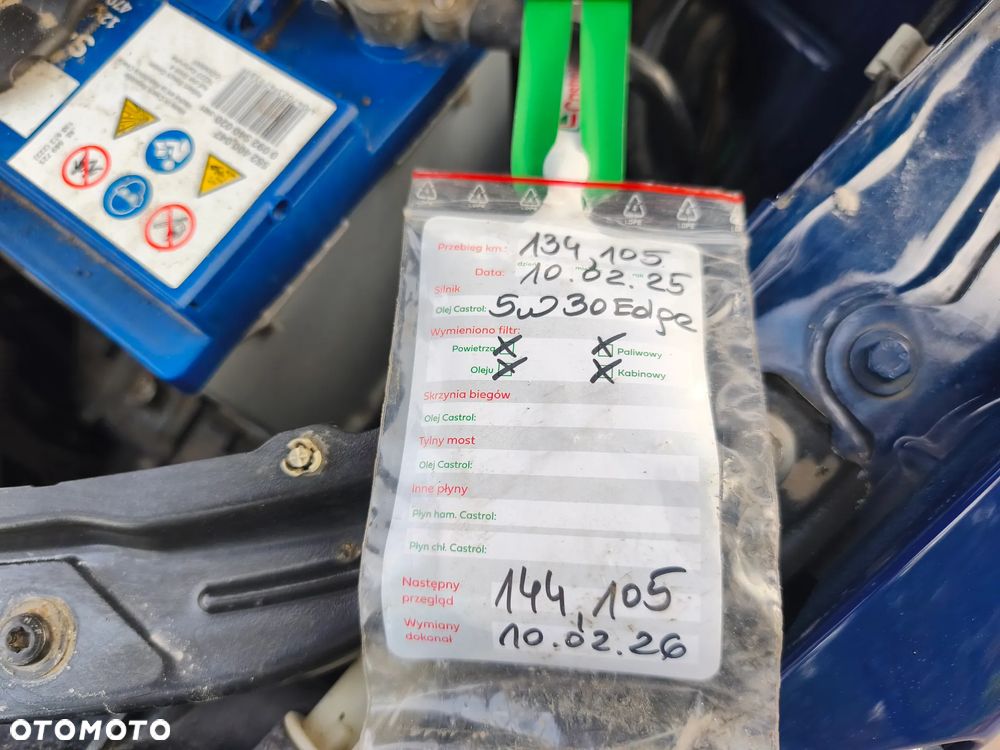 LDPE
Przebieg km.: 134,105
Data: 10.02.25
Silnik
Olej Castrol: 5W30 Edge
Wymieniono filtr:
Powietrza Paliwowy
Oleju Kabinowy
Skrzynia biegów
Olej Castrol:
Tylny most
Olej Castrol:
Inne płyny
Płyn ham. Castrol:
Płyn chł. Castrol:
Następny
przegląd 144,105
Wymiany
dokonał 10.02.26
OTOMOTO